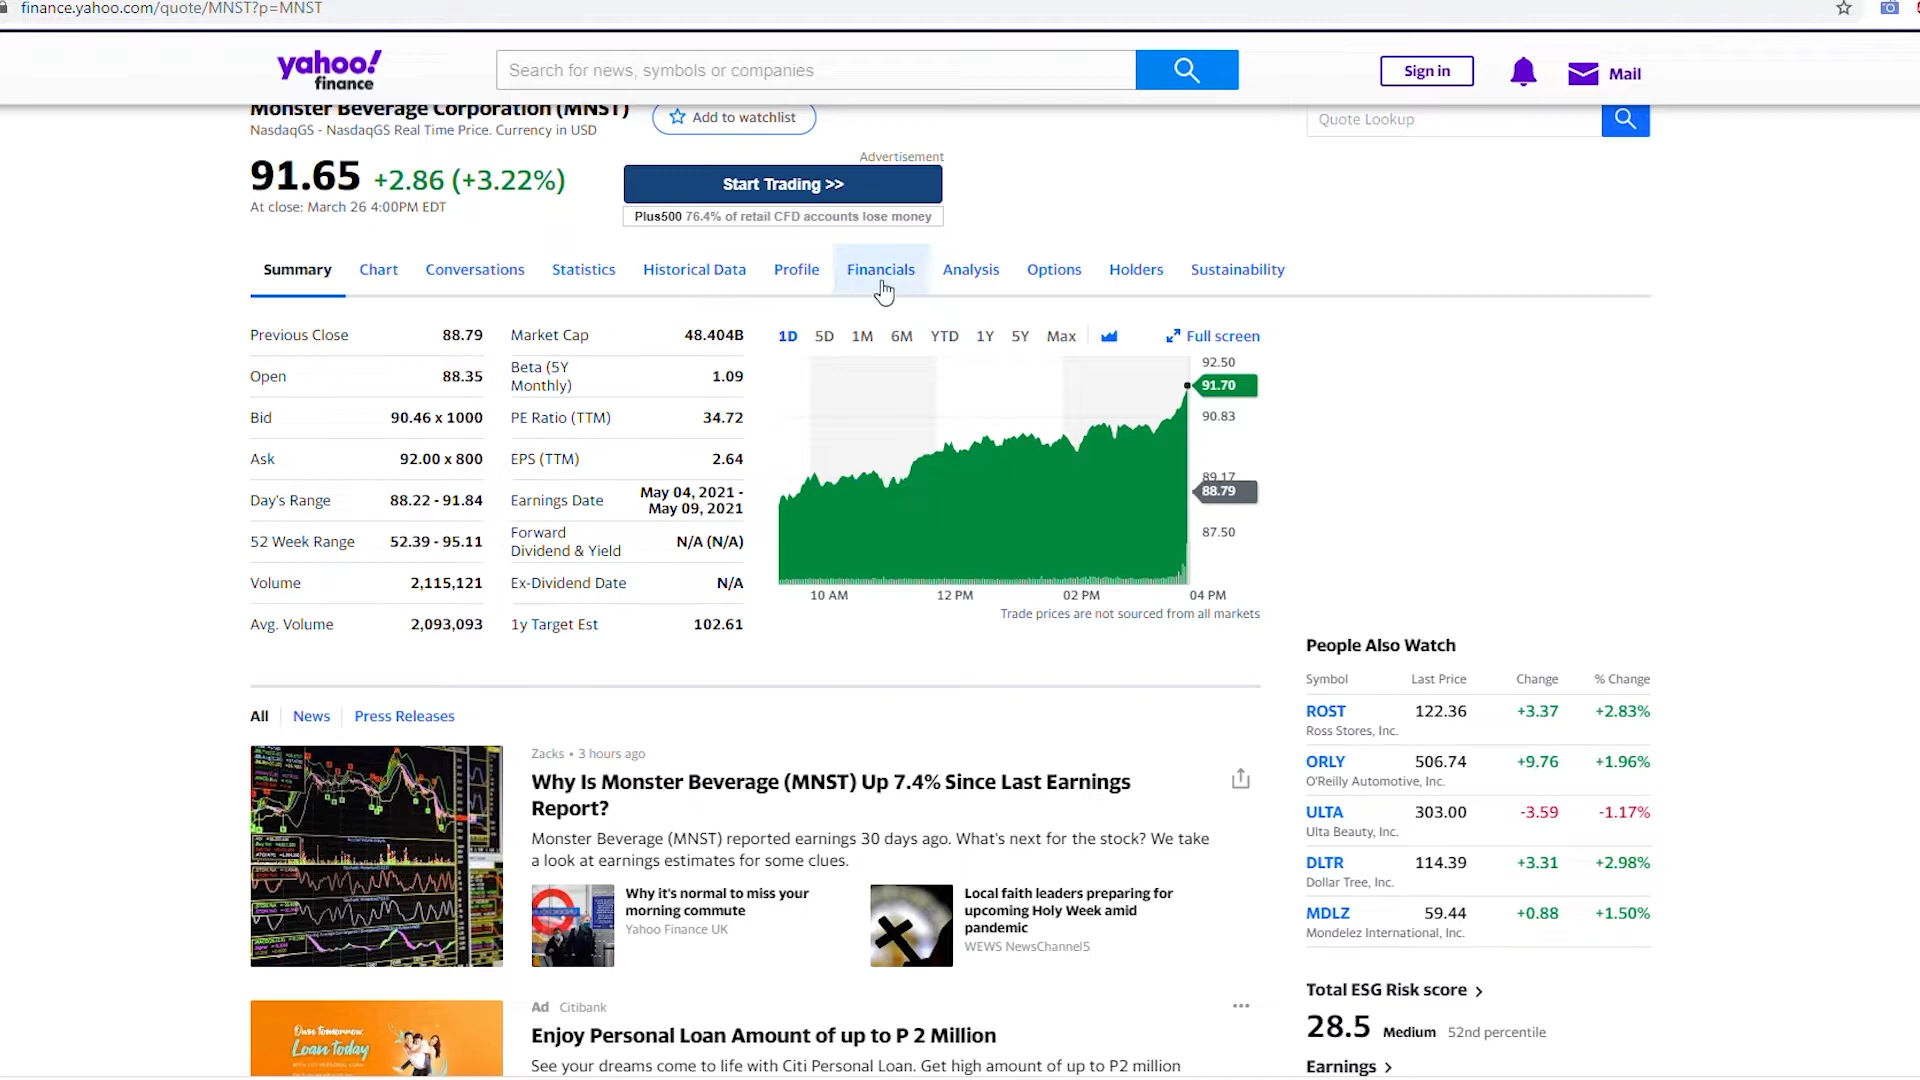 finance.yahoo.com/quote/MNST?p=MNST
yahoo!
finance
Search for news, symbols or companies
Sign in
Mail
Monster Beverage Corporation (MNST)
NasdaqGS - NasdaqGS Real Time Price. Currency in USD
Add to watchlist
Quote Lookup
91.65 +2.86 (+3.22%)
At close: March 26 4:00PM EDT
Advertisement
Start Trading >>
Plus500 76.4% of retail CFD accounts lose money
Summary Chart Conversations Statistics Historical Data Profile Financials Analysis Options Holders Sustainability
Previous Close 88.79
Open 88.35
Bid 90.46 x 1000
Ask 92.00 x 800
Day's Range 88.22 - 91.84
52 Week Range 52.39 - 95.11
Volume 2,115,121
Avg. Volume 2,093,093
Market Cap 48.404B
Beta (5Y
Monthly) 1.09
PE Ratio (TTM) 34.72
EPS (TTM) 2.64
Earnings Date May 04, 2021 -
May 09, 2021
Forward
Dividend & Yield N/A (N/A)
Ex-Dividend Date N/A
1y Target Est 102.61
1D 5D 1M 6M YTD 1Y 5Y Max Full screen
92.50
91.70
90.83
89.17
88.79
87.50
10 AM 12 PM 02 PM 04 PM
Trade prices are not sourced from all markets
All News Press Releases
Zacks • 3 hours ago
Why Is Monster Beverage (MNST) Up 7.4% Since Last Earnings
Report?
Monster Beverage (MNST) reported earnings 30 days ago. What's next for the stock? We take
a look at earnings estimates for some clues.
Why it's normal to miss your
morning commute
Yahoo Finance UK
Local faith leaders preparing for
upcoming Holy Week amid
pandemic
WEWS NewsChannel5
Own Tomorrow.
Loan today
Ad Citibank
Enjoy Personal Loan Amount of up to P 2 Million
See your dreams come to life with Citi Personal Loan. Get high amount of up to P2 million
People Also Watch
Symbol Last Price Change % Change
ROST 122.36 +3.37 +2.83%
Ross Stores, Inc.
ORLY 506.74 +9.76 +1.96%
O'Reilly Automotive, Inc.
ULTA 303.00 -3.59 -1.17%
Ulta Beauty, Inc.
DLTR 114.39 +3.31 +2.98%
Dollar Tree, Inc.
MDLZ 59.44 +0.88 +1.50%
Mondelez International, Inc.
Total ESG Risk score
28.5 Medium 52nd percentile
Earnings